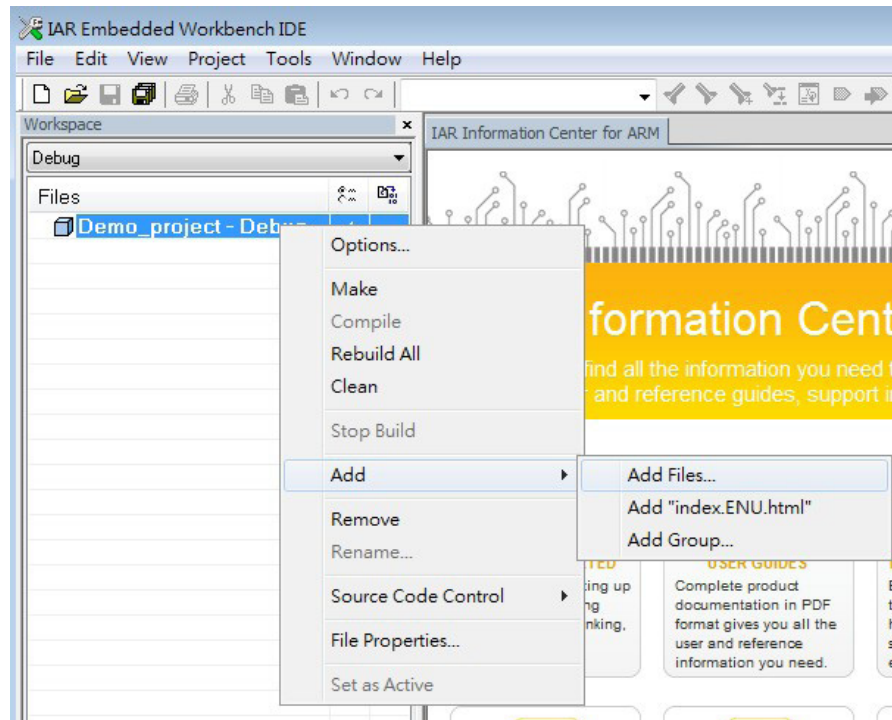 IAR Embedded Workbench IDE
File Edit View Project Tools Window Help
Workspace
IAR Information Center for ARM
Debug
Files
Demo_project - Debug
Options...
Make
Compile
Rebuild All
Clean
Stop Build
Add
Remove
Rename...
Source Code Control
File Properties...
Set as Active
Add Files...
Add "index.ENU.html"
Add Group...
formation Cent
find all the information you need
and reference guides, support
USER GUIDES
Complete product
documentation in PDF
format gives you all the
user and reference
information you need.
ing up
nking,